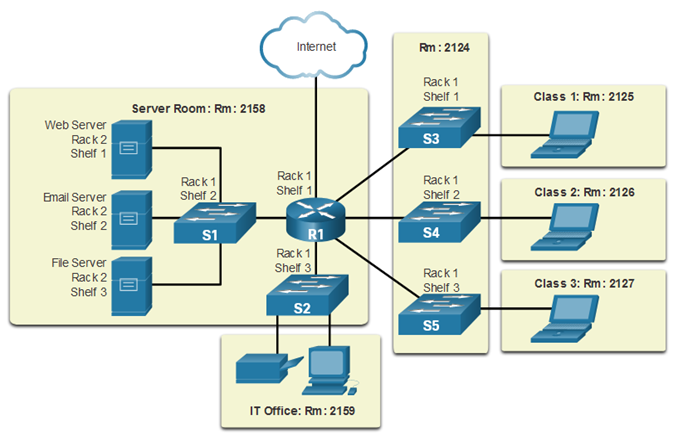 Internet
Rm: 2124
Server Room: Rm: 2158
Web Server
Rack 2
Shelf 1
Email Server
Rack 2
Shelf 2
File Server
Rack 2
Shelf 3
Rack 1
Shelf 2
S1
Rack 1
Shelf 1
R1
Rack 1
Shelf 3
S2
IT Office: Rm: 2159
Rack 1
Shelf 1
S3
Rack 1
Shelf 2
S4
Rack 1
Shelf 3
S5
Class 1: Rm: 2125
Class 2: Rm: 2126
Class 3: Rm: 2127